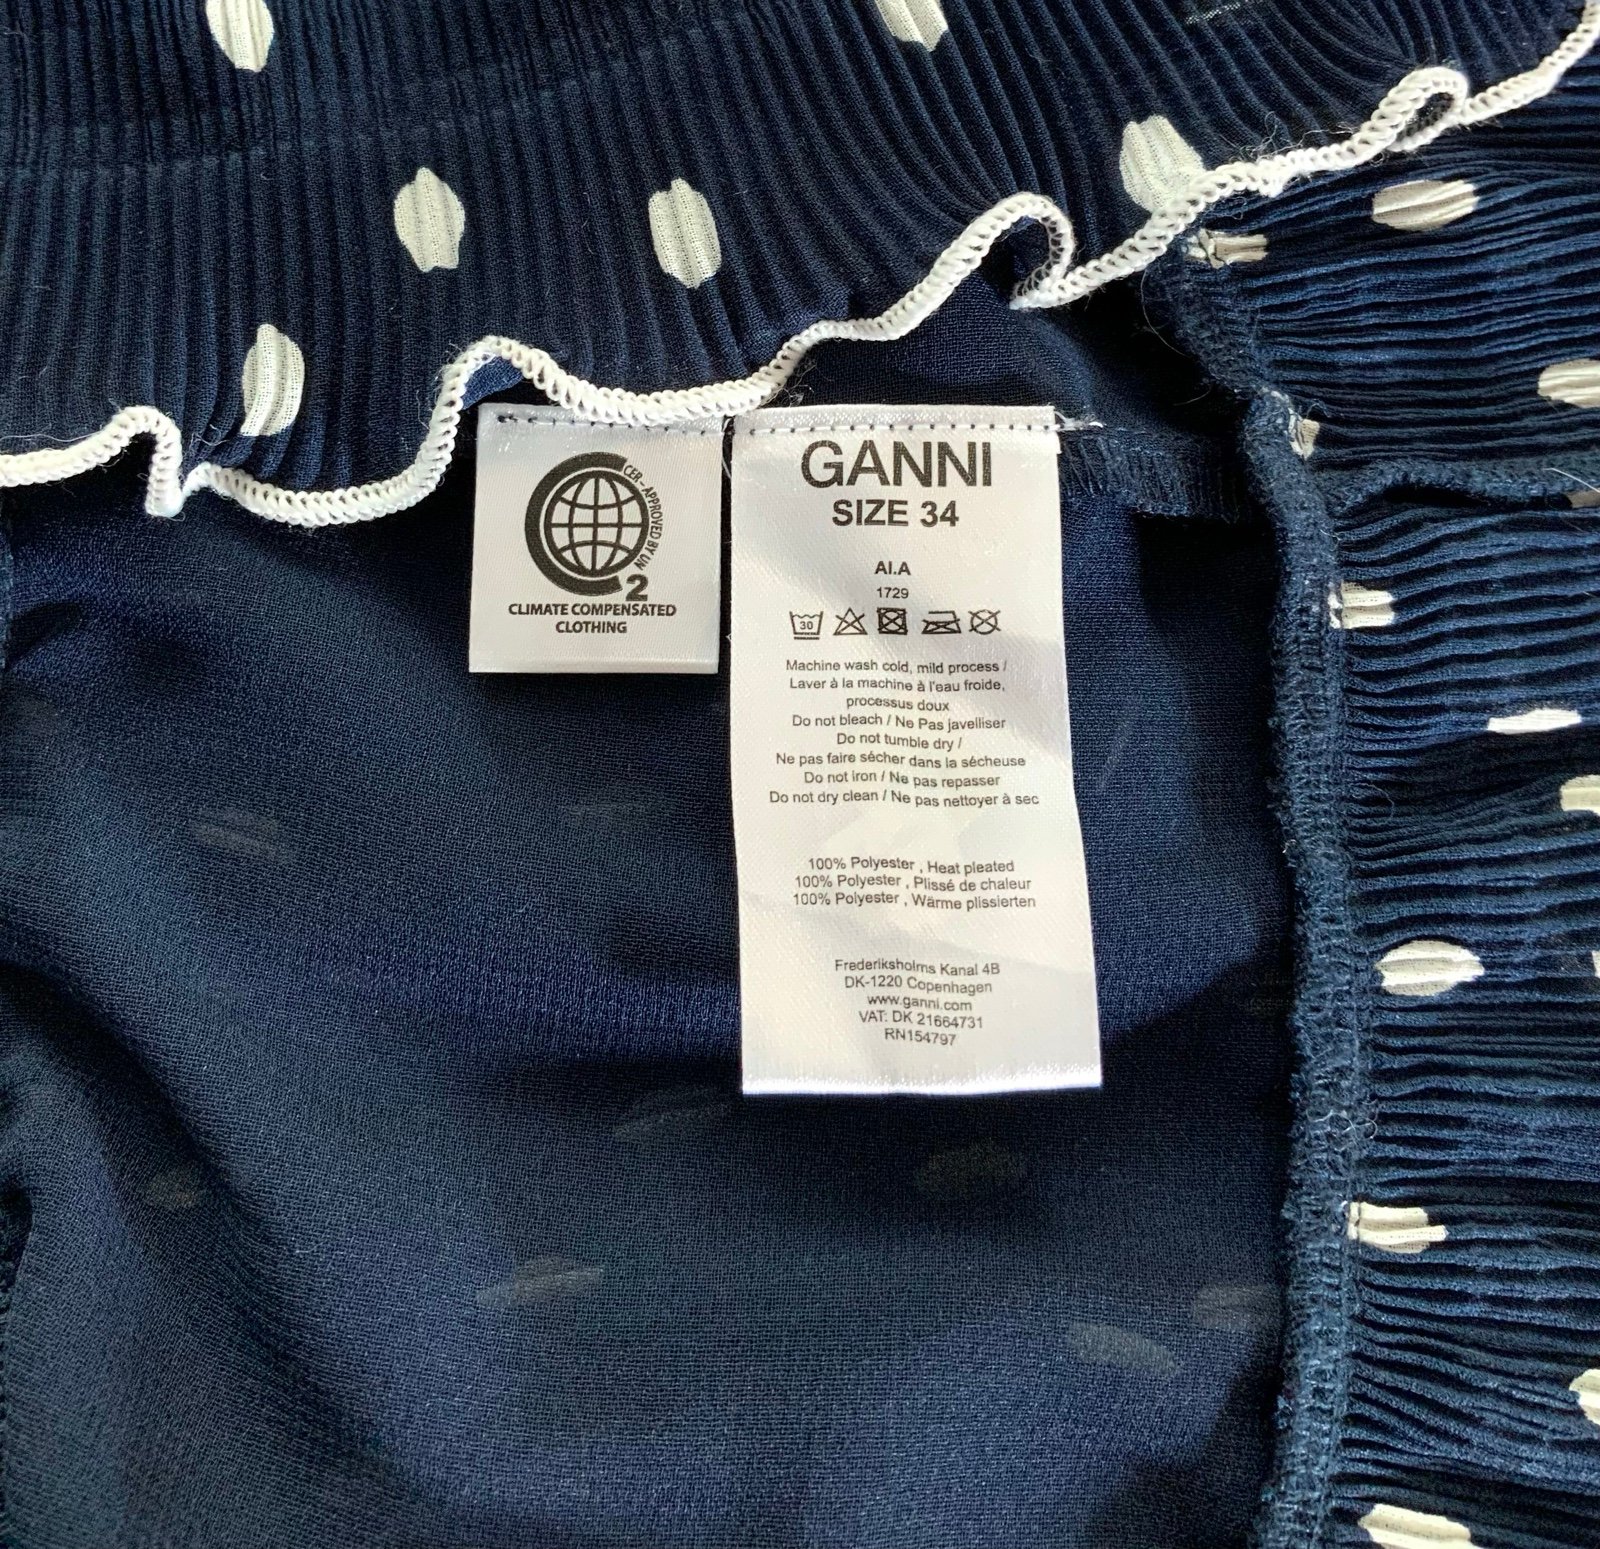 CER - APPROVED BY UN
2
CLIMATE COMPENSATED
CLOTHING
GANNI
SIZE 34
AI.A
1729
30
Machine wash cold, mild process /
Laver à la machine à l'eau froide,
processus doux
Do not bleach / Ne Pas javelliser
Do not tumble dry /
Ne pas faire sécher dans la sécheuse
Do not iron / Ne pas repasser
Do not dry clean / Ne pas nettoyer à sec
100% Polyester , Heat pleated
100% Polyester , Plissé de chaleur
100% Polyester , Wärme plissierten
Frederiksholms Kanal 4B
DK-1220 Copenhagen
www.ganni.com
VAT: DK 21664731
RN154797